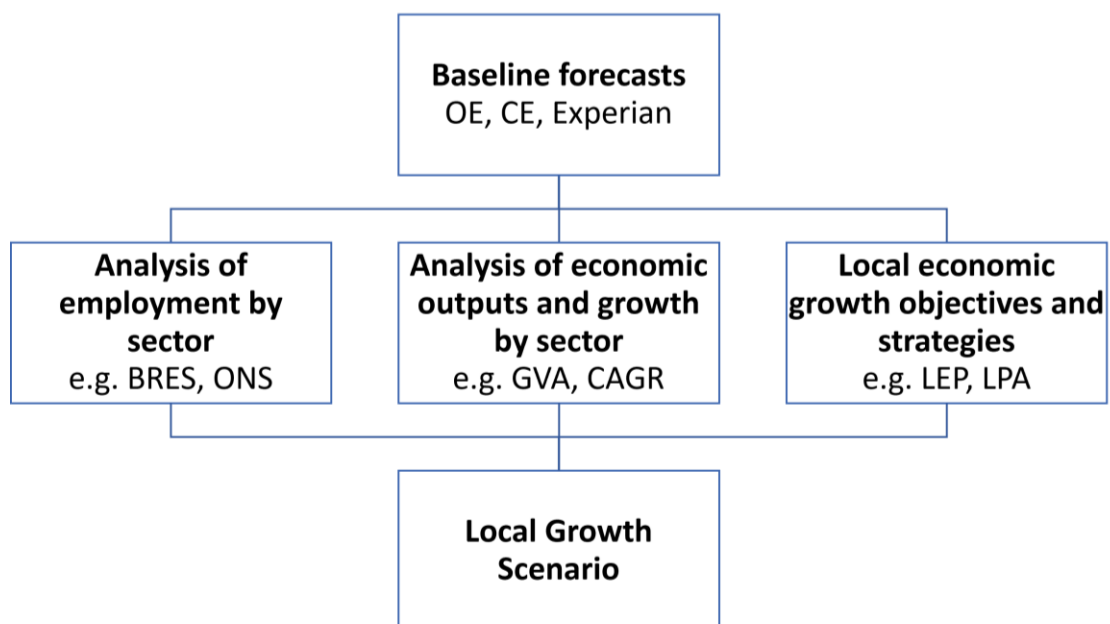 Baseline forecasts
OE, CE, Experian
Analysis of
employment by
sector
e.g. BRES, ONS
Analysis of economic
outputs and growth
by sector
e.g. GVA, CAGR
Local economic
growth objectives and
strategies
e.g. LEP, LPA
Local Growth
Scenario